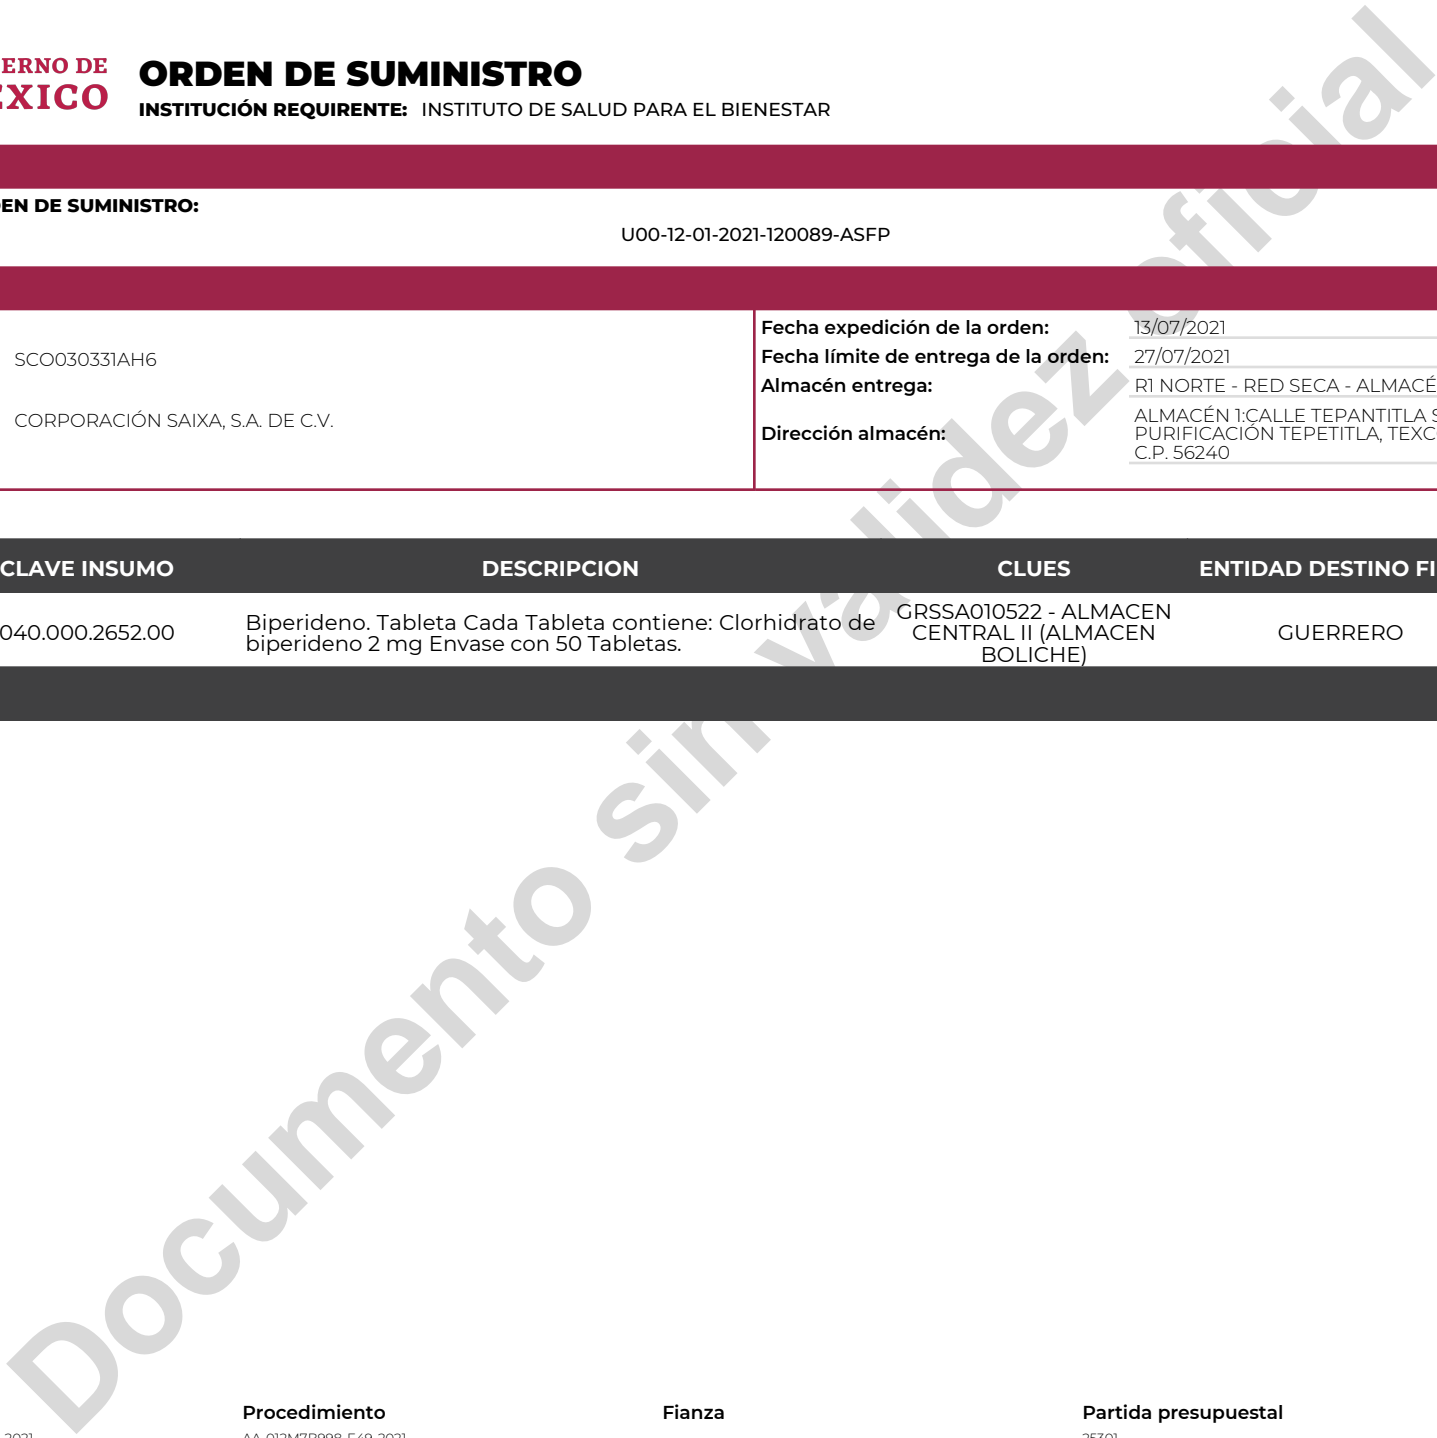 ERNO DE
EXICO
ORDEN DE SUMINISTRO
INSTITUCIÓN REQUIRENTE: INSTITUTO DE SALUD PARA EL BIENESTAR
EN DE SUMINISTRO:
U00-12-01-2021-120089-ASFP
SCO030331AH6
CORPORACIÓN SAIXA, S.A. DE C.V.
Fecha expedición de la orden: 13/07/2021
Fecha límite de entrega de la orden: 27/07/2021
Almacén entrega: R1 NORTE - RED SECA - ALMACÉ
Dirección almacén:
ALMACÉN 1:CALLE TEPANTITLA S
PURIFICACIÓN TEPETITLA, TEXC
C.P. 56240
CLAVE INSUMO DESCRIPCION CLUES ENTIDAD DESTINO FI
040.000.2652.00
Biperideno. Tableta Cada Tableta contiene: Clorhidrato de
biperideno 2 mg Envase con 50 Tabletas.
GRSSA010522 - ALMACEN
CENTRAL II (ALMACEN
BOLICHE)
GUERRERO
Documento sin validez oficial
Procedimiento Fianza Partida presupuestal